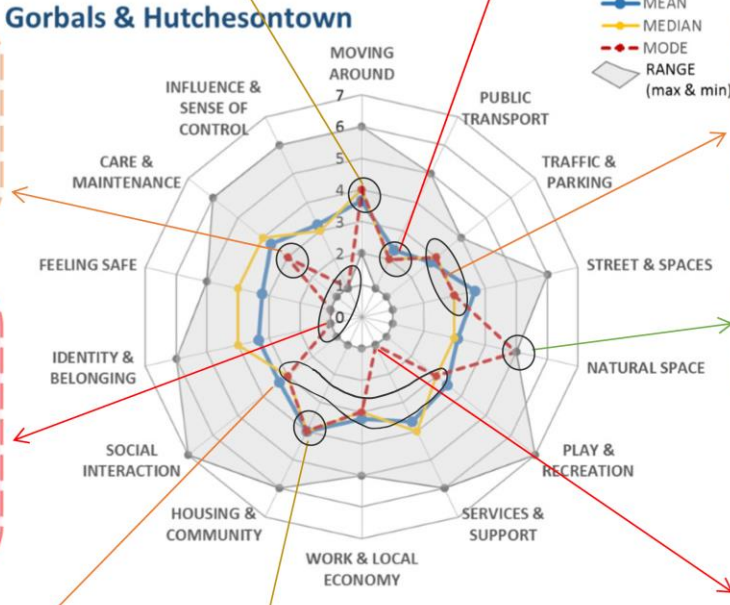 Gorbals & Hutchesontown
MEAN
MEDIAN
MODE
RANGE
(max & min)
MOVING
AROUND
PUBLIC
TRANSPORT
TRAFFIC &
PARKING
STREET & SPACES
NATURAL SPACE
PLAY &
RECREATION
SERVICES &
SUPPORT
WORK & LOCAL
ECONOMY
HOUSING &
COMMUNITY
SOCIAL
INTERACTION
IDENTITY &
BELONGING
FEELING SAFE
CARE &
MAINTENANCE
INFLUENCE &
SENSE OF
CONTROL
7
6
5
4
3
2
1
0